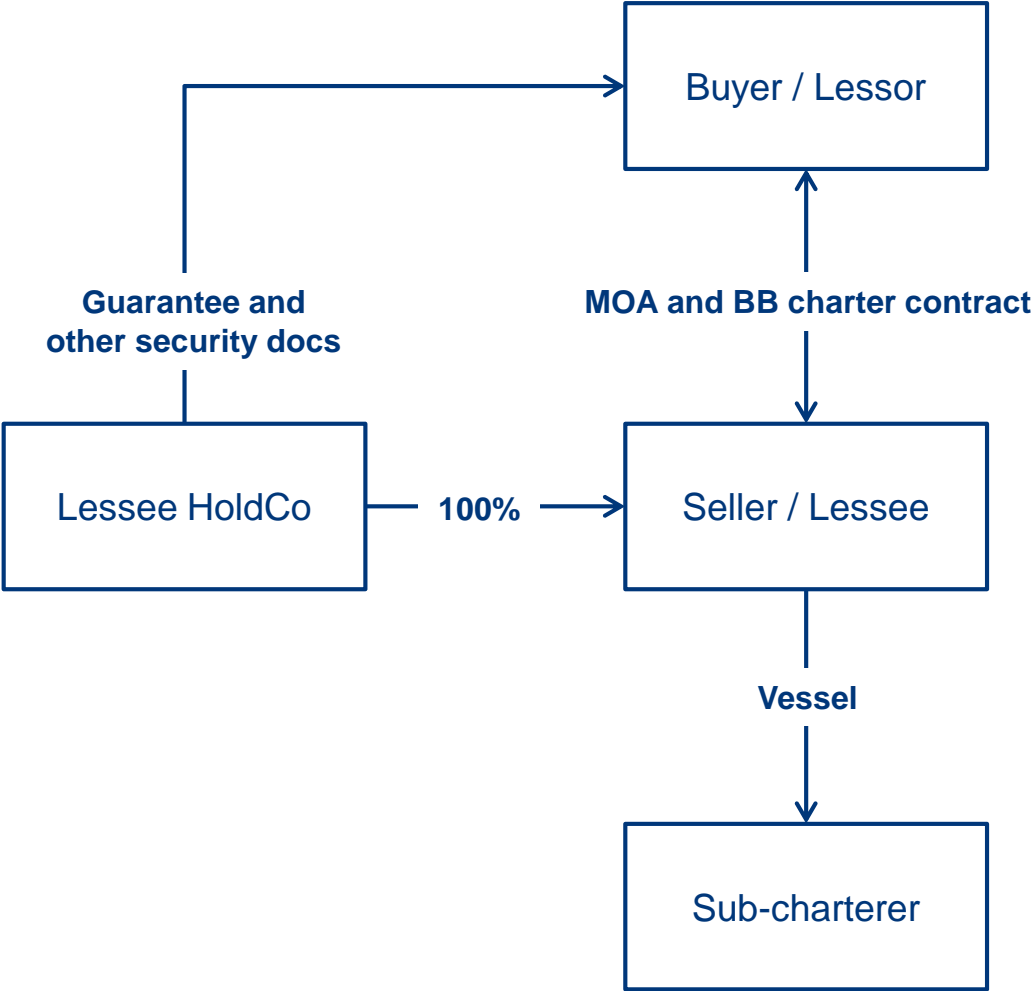 Buyer / Lessor
Guarantee and
other security docs
MOA and BB charter contract
Lessee HoldCo
100%
Seller / Lessee
Vessel
Sub-charterer